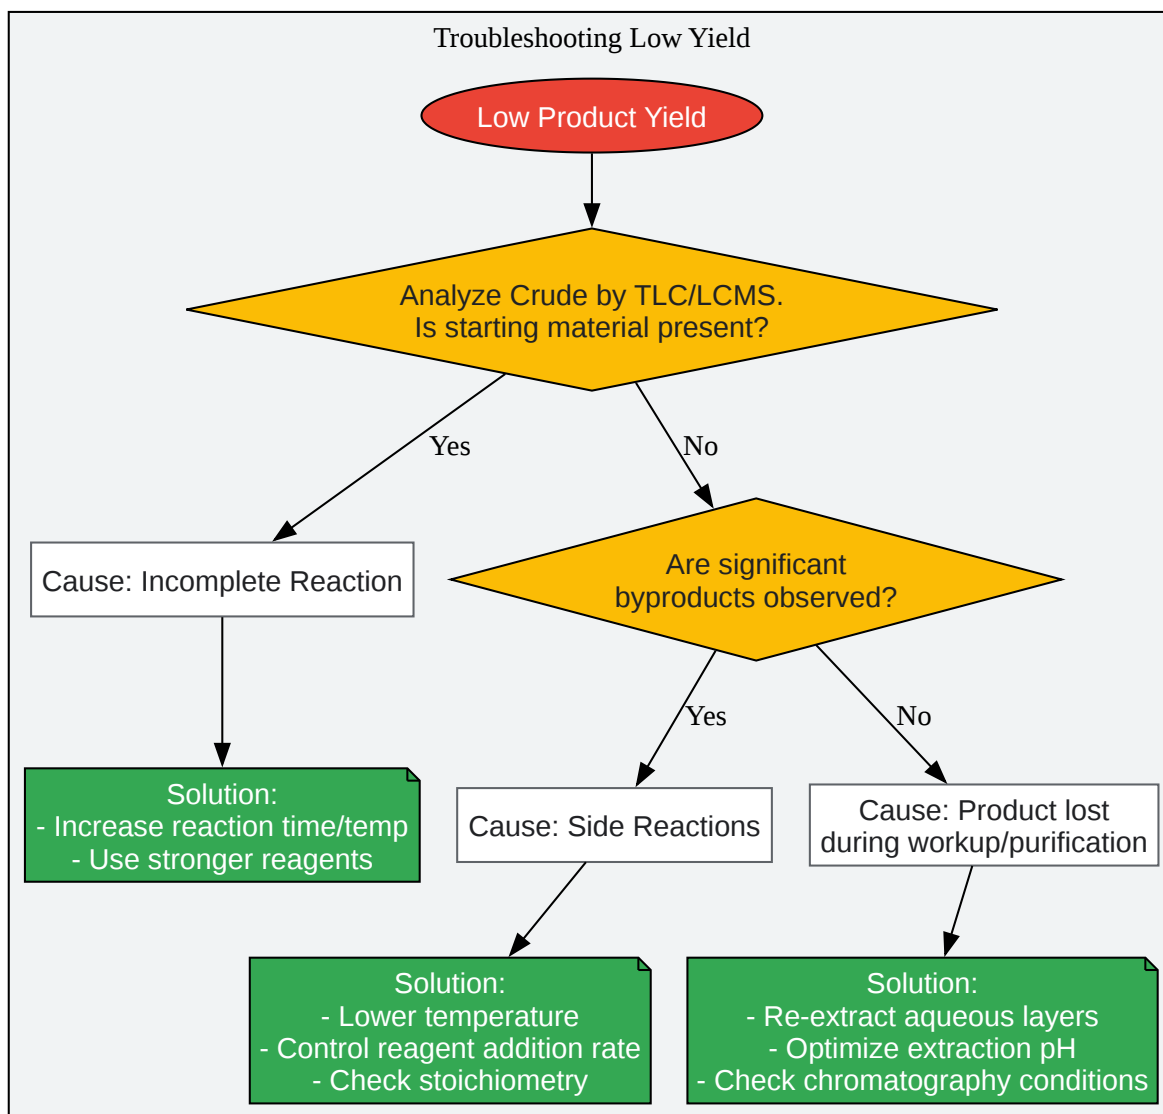 Troubleshooting Low Yield
Low Product Yield
Analyze Crude by TLC/LCMS.
Is starting material present?
Yes
No
Cause: Incomplete Reaction
Are significant
byproducts observed?
Yes
No
Solution:
- Increase reaction time/temp
- Use stronger reagents
Cause: Side Reactions
Cause: Product lost
during workup/purification
Solution:
- Lower temperature
- Control reagent addition rate
- Check stoichiometry
Solution:
- Re-extract aqueous layers
- Optimize extraction pH
- Check chromatography conditions